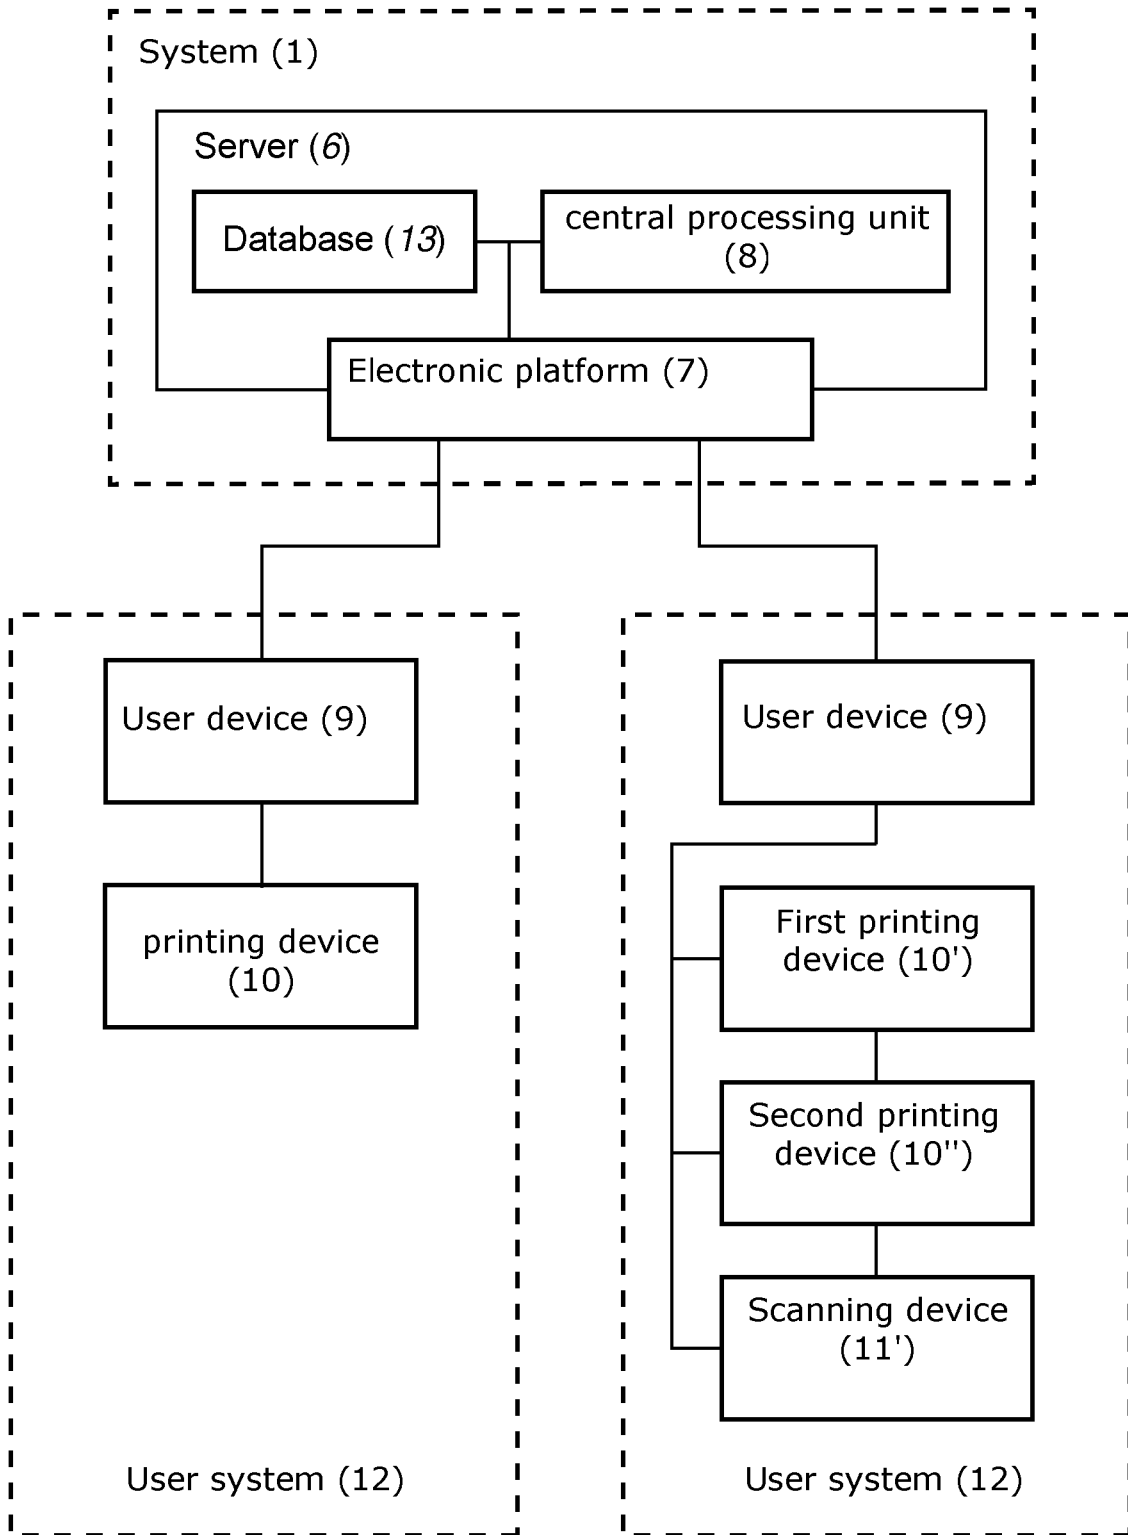 System (1)
Server (6)
Database (13)
central processing unit
(8)
Electronic platform (7)
User device (9)
printing device
(10)
User system (12)
User device (9)
First printing
device (10')
Second printing
device (10'')
Scanning device
(11')
User system (12)